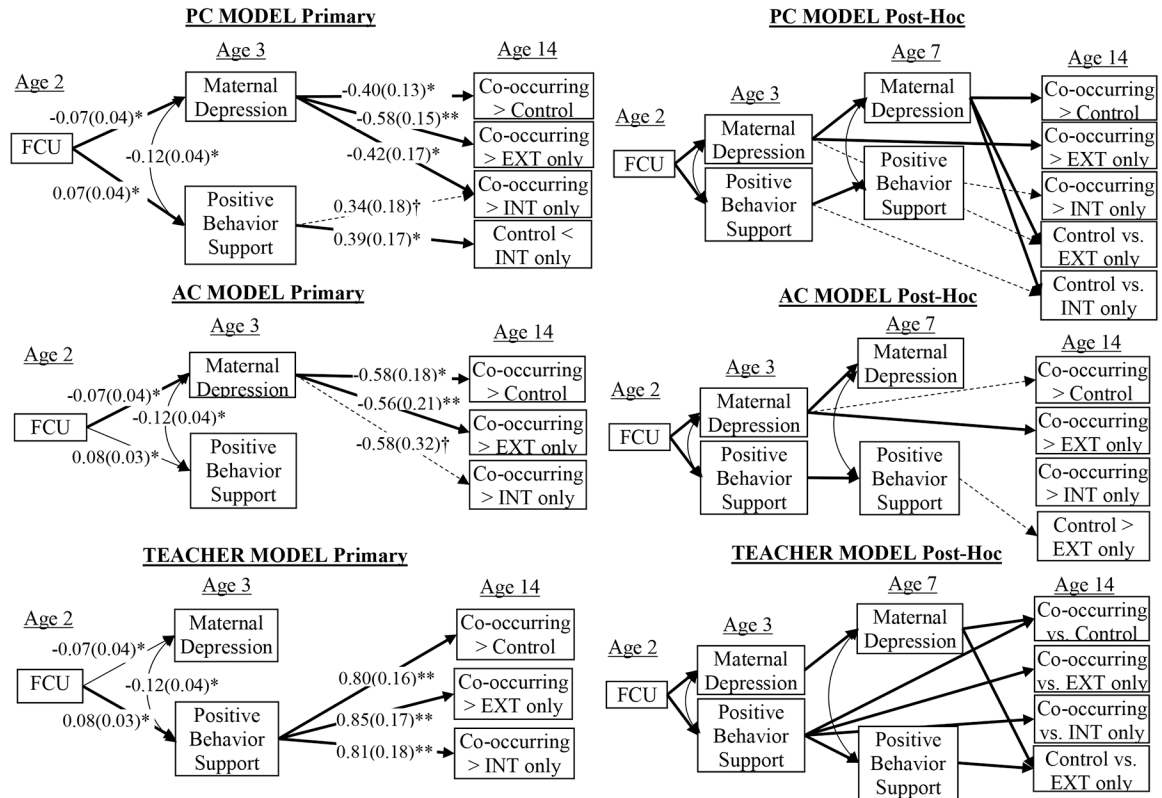 PC MODEL Primary
Age 3
Age 14
Age 2
Maternal
Depression
-0.07(0.04)*
FCU
-0.12(0.04)*
0.07(0.04)*
Positive
Behavior
Support
-0.40(0.13)*
-0.58(0.15)**
-0.42(0.17)*
0.34(0.18)†
0.39(0.17)*
Co-occurring
> Control
Co-occurring
> EXT only
Co-occurring
> INT only
Control <
INT only
PC MODEL Post-Hoc
Age 7
Age 14
Age 3
Age 2
Maternal
Depression
Maternal
Depression
FCU
Positive
Behavior
Support
Positive
Behavior
Support
Co-occurring
> Control
Co-occurring
> EXT only
Co-occurring
> INT only
Control vs.
EXT only
Control vs.
INT only
AC MODEL Primary
Age 3
Age 14
Age 2
Maternal
Depression
-0.07(0.04)*
FCU
-0.12(0.04)*
0.08(0.03)*
Positive
Behavior
Support
-0.58(0.18)*
-0.56(0.21)**
-0.58(0.32)†
Co-occurring
> Control
Co-occurring
> EXT only
Co-occurring
> INT only
AC MODEL Post-Hoc
Age 7
Age 14
Age 3
Age 2
Maternal
Depression
Maternal
Depression
FCU
Positive
Behavior
Support
Positive
Behavior
Support
Co-occurring
> Control
Co-occurring
> EXT only
Co-occurring
> INT only
Control >
EXT only
TEACHER MODEL Primary
Age 3
Age 14
Age 2
Maternal
Depression
-0.07(0.04)*
FCU
-0.12(0.04)*
0.08(0.03)*
Positive
Behavior
Support
0.80(0.16)**
0.85(0.17)**
0.81(0.18)**
Co-occurring
> Control
Co-occurring
> EXT only
Co-occurring
> INT only
TEACHER MODEL Post-Hoc
Age 7
Age 14
Age 3
Age 2
Maternal
Depression
Maternal
Depression
FCU
Positive
Behavior
Support
Positive
Behavior
Support
Co-occurring
vs. Control
Co-occurring
vs. EXT only
Co-occurring
vs. INT only
Control vs.
EXT only